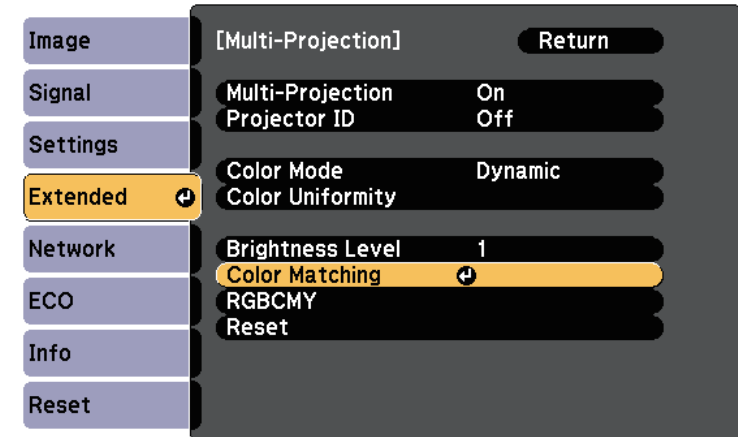 Image
Signal
Settings
Extended
Network
ECO
Info
Reset
[Multi-Projection] Return
Multi-Projection On
Projector ID Off
Color Mode Dynamic
Color Uniformity
Brightness Level 1
Color Matching
RGBCMY
Reset